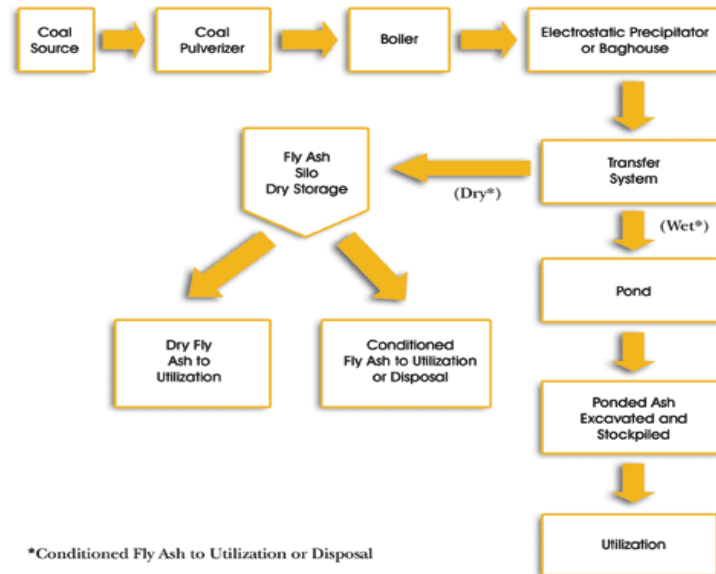 Coal
Source
Coal
Pulverizer
Boiler
Electrostatic Precipitator
or Baghouse
Fly Ash
Silo
Dry Storage
(Dry*)
Transfer
System
(Wet*)
Pond
Dry Fly
Ash to
Utilization
Conditioned
Fly Ash to Utilization
or Disposal
Ponded Ash
Excavated and
Stockpiled
Utilization
*Conditioned Fly Ash to Utilization or Disposal